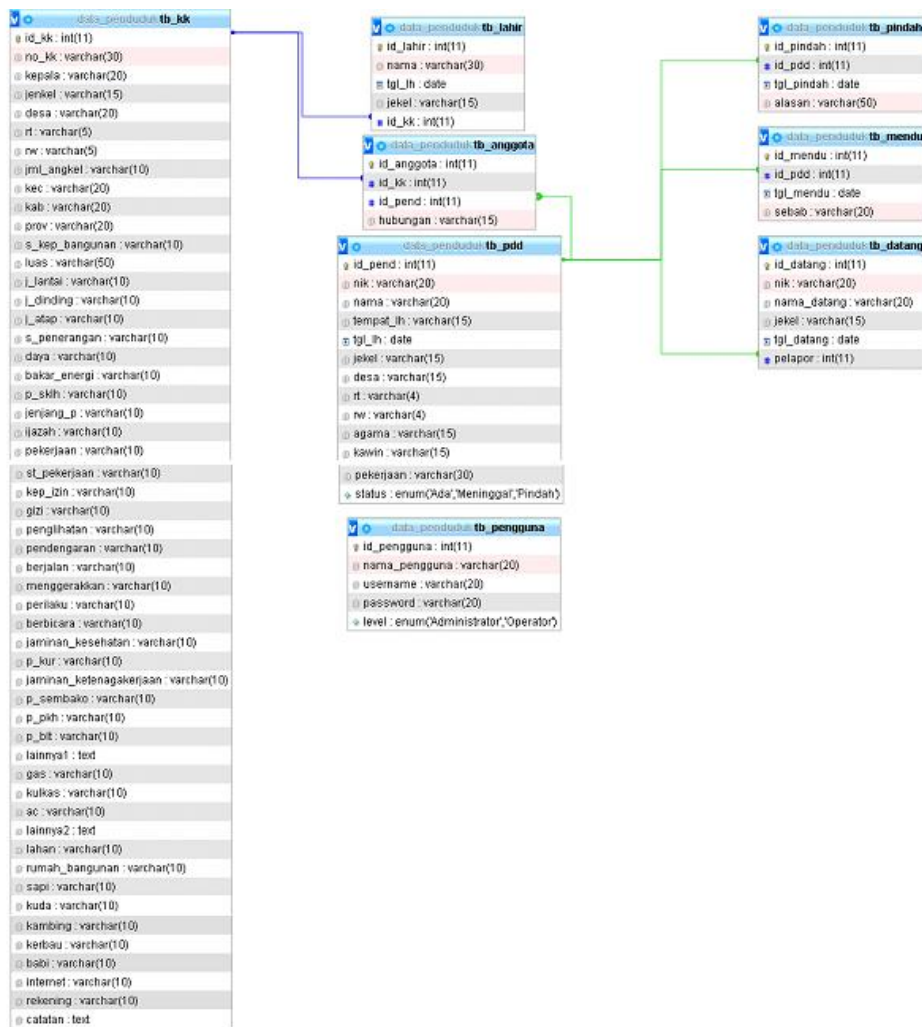 data_penduduk tb_kk
id_kk : int(11)
no_kk : varchar(30)
kepala : varchar(20)
jenkel : varchar(15)
desa : varchar(20)
rt : varchar(5)
rw : varchar(5)
jml_angkel : varchar(10)
kec : varchar(20)
kab : varchar(20)
prov : varchar(20)
s_kep_bangunan : varchar(10)
luas : varchar(50)
j_lantai : varchar(10)
j_dinding : varchar(10)
j_atap : varchar(10)
s_penerangan : varchar(10)
daya : varchar(10)
bakar_energi : varchar(10)
p_sklh : varchar(10)
jenjang_p : varchar(10)
ijazah : varchar(10)
pekerjaan : varchar(10)
st_pekerjaan : varchar(10)
kep_izin : varchar(10)
gizi : varchar(10)
penglihatan : varchar(10)
pendengaran : varchar(10)
berjalan : varchar(10)
menggerakkan : varchar(10)
perilaku : varchar(10)
berbicara : varchar(10)
jaminan_kesehatan : varchar(10)
p_kur : varchar(10)
jaminan_ketenagakerjaan : varchar(10)
p_sembako : varchar(10)
p_pkh : varchar(10)
p_blt : varchar(10)
lainnya1 : text
gas : varchar(10)
kulkas : varchar(10)
ac : varchar(10)
lainnya2 : text
lahan : varchar(10)
rumah_bangunan : varchar(10)
sapi : varchar(10)
kuda : varchar(10)
kambing : varchar(10)
kerbau : varchar(10)
babi : varchar(10)
internet : varchar(10)
rekening : varchar(10)
catatan : text
data_penduduk tb_lahir
id_lahir : int(11)
nama : varchar(30)
tgl_lh : date
jekel : varchar(15)
id_kk : int(11)
data_penduduk tb_anggota
id_anggota : int(11)
id_kk : int(11)
id_pend : int(11)
hubungan : varchar(15)
data_penduduk tb_pdd
id_pend : int(11)
nik : varchar(20)
nama : varchar(20)
tempat_lh : varchar(15)
tgl_lh : date
jekel : varchar(15)
desa : varchar(15)
rt : varchar(4)
rw : varchar(4)
agama : varchar(15)
kawin : varchar(15)
pekerjaan : varchar(30)
status : enum('Ada','Meninggal','Pindah')
data_penduduk tb_pengguna
id_pengguna : int(11)
nama_pengguna : varchar(20)
username : varchar(20)
password : varchar(20)
level : enum('Administrator','Operator')
data_penduduk tb_pindah
id_pindah : int(11)
id_pdd : int(11)
tgl_pindah : date
alasan : varchar(50)
data_penduduk tb_mendu
id_mendu : int(11)
id_pdd : int(11)
tgl_mendu : date
sebab : varchar(20)
data_penduduk tb_datang
id_datang : int(11)
nik : varchar(20)
nama_datang : varchar(20)
jekel : varchar(15)
tgl_datang : date
pelapor : int(11)